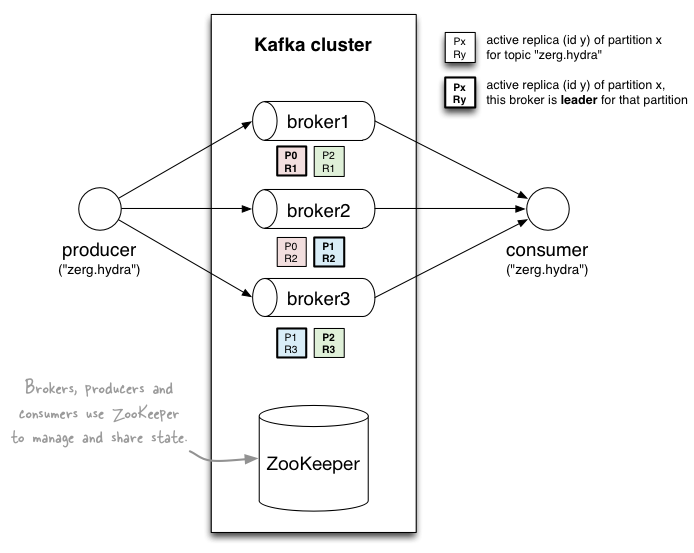 Kafka cluster
Px
Ry
active replica (id y) of partition x
for topic "zerg.hydra"
Px
Ry
active replica (id y) of partition x,
this broker is leader for that partition
broker1
P0
R1
P2
R1
broker2
P0
R2
P1
R2
broker3
P1
R3
P2
R3
producer
("zerg.hydra")
consumer
("zerg.hydra")
Brokers, producers and
consumers use ZooKeeper
to manage and share state.
ZooKeeper